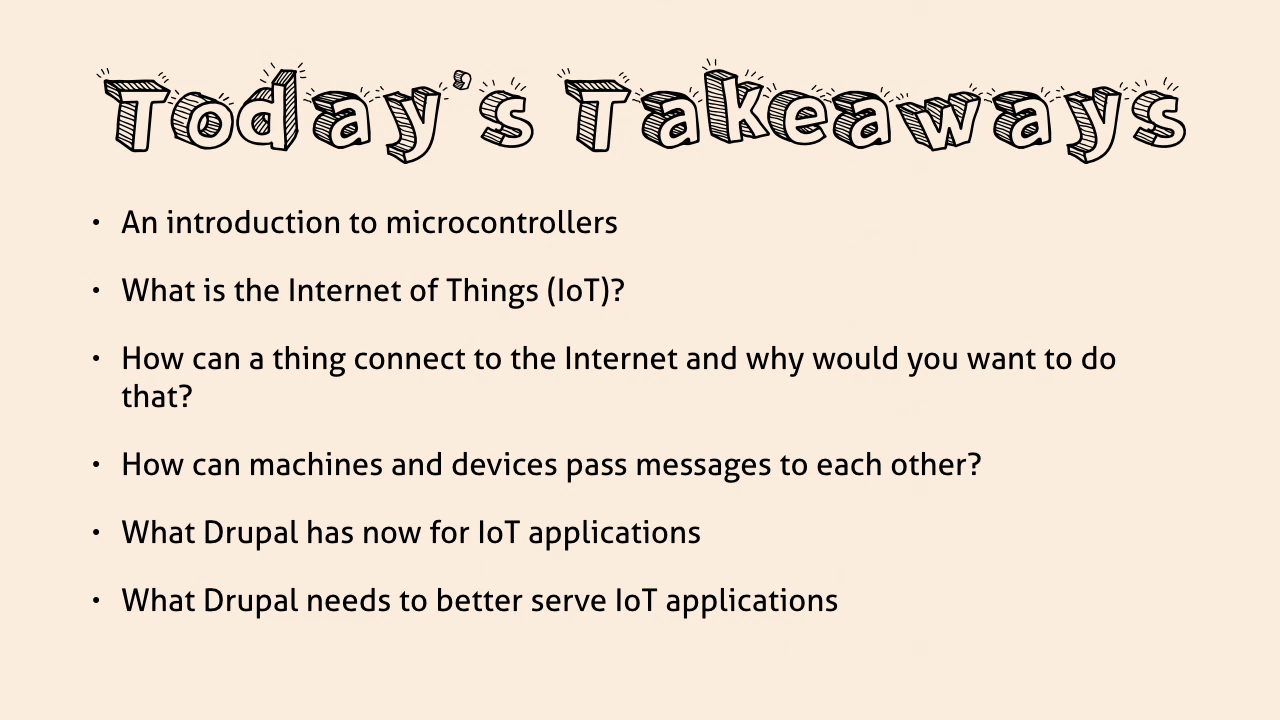 Today's Takeaways
• An introduction to microcontrollers
• What is the Internet of Things (IoT)?
• How can a thing connect to the Internet and why would you want to do
that?
• How can machines and devices pass messages to each other?
• What Drupal has now for IoT applications
• What Drupal needs to better serve IoT applications